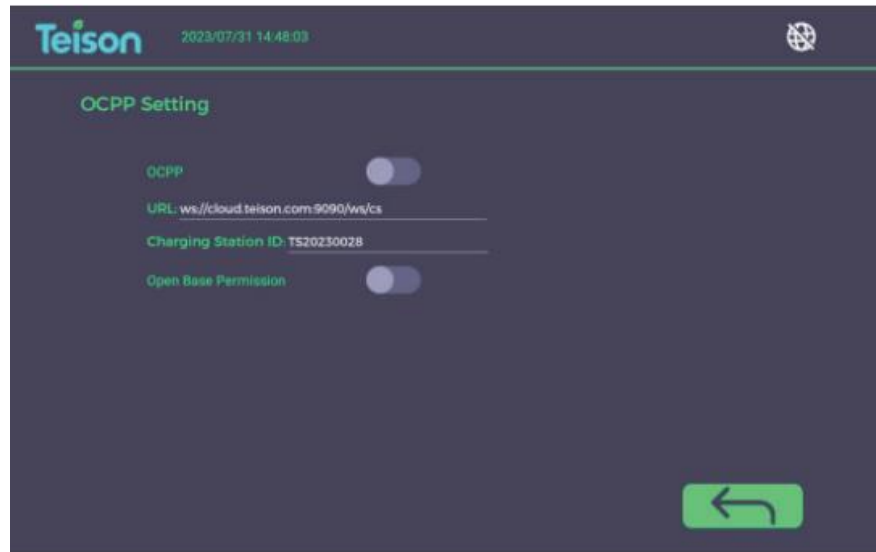 Teison
2023/07/31 14:48:03
OCPP Setting
OCPP
URL: ws://cloud.teison.com:9090/ws/cs
Charging Station ID: TS20230028
Open Base Permission